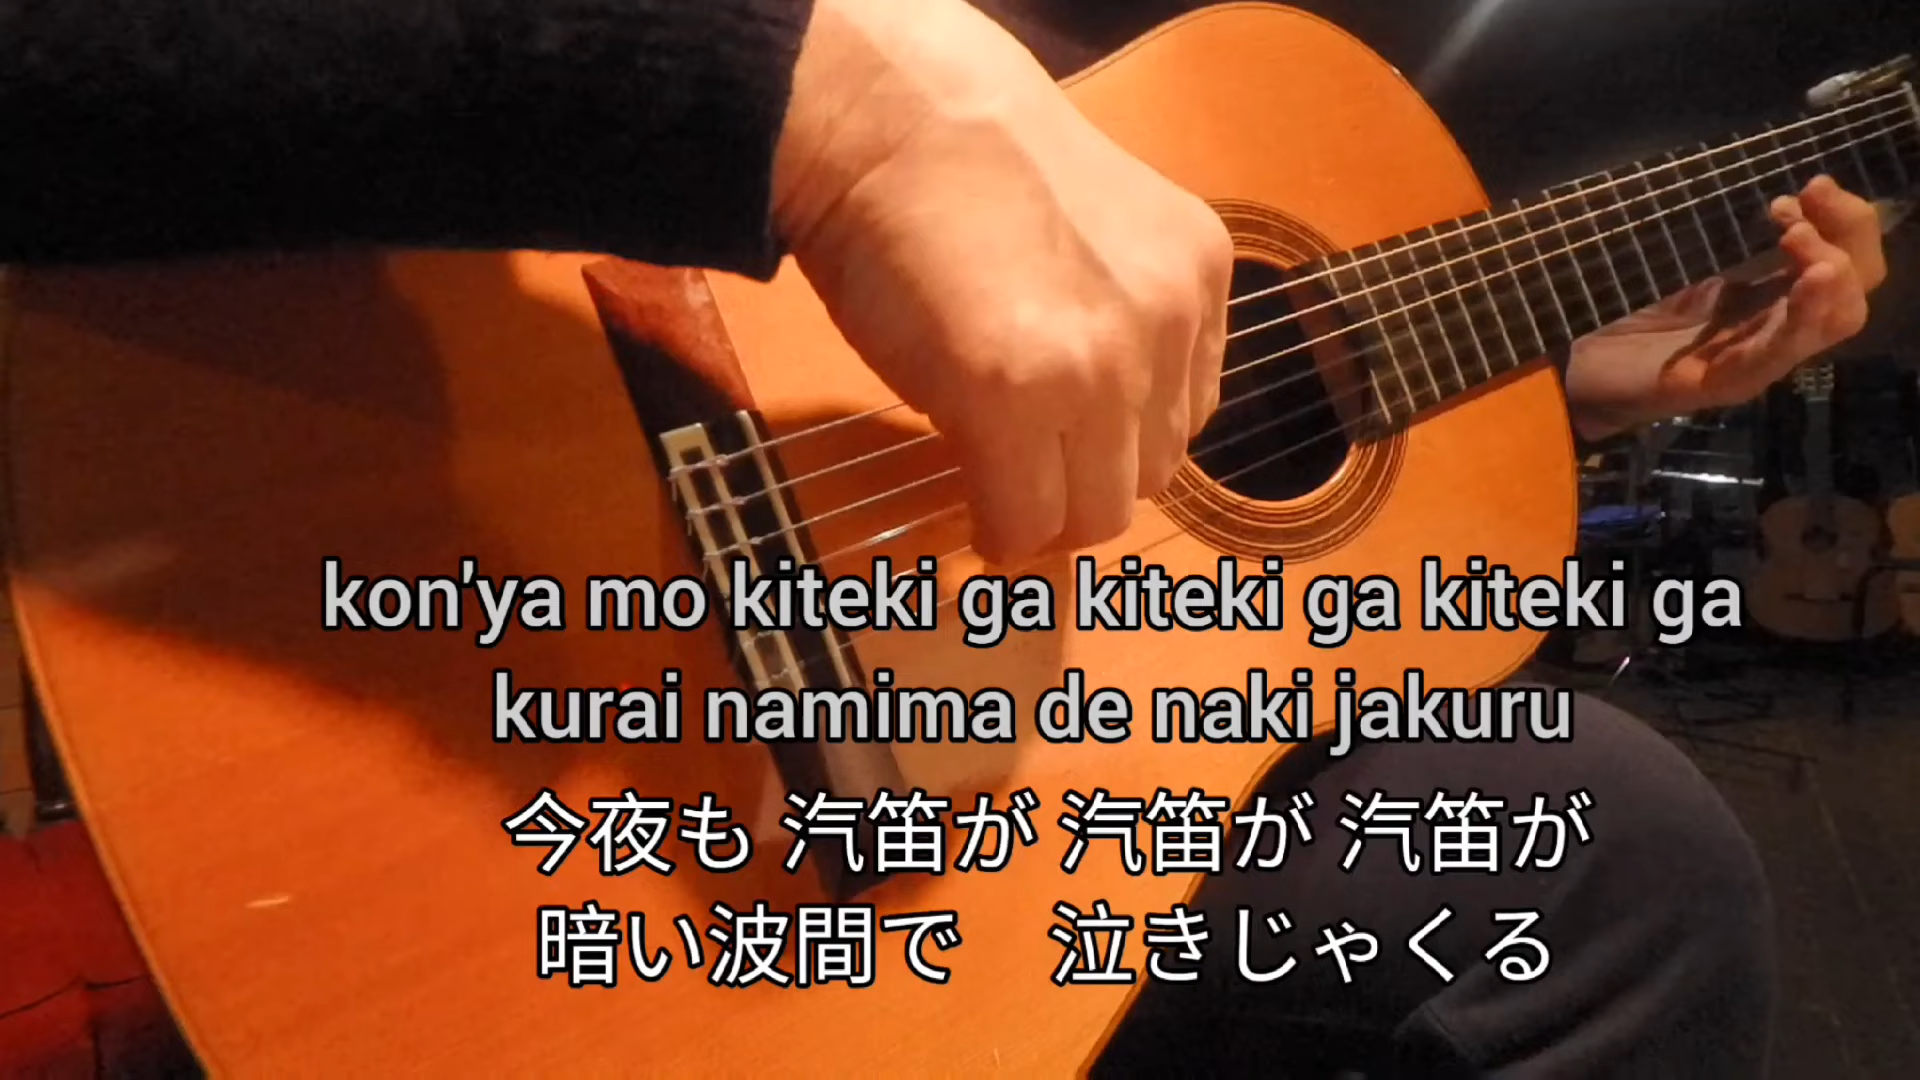 kon'ya mo kiteki ga kiteki ga kiteki ga
kurai namima de naki jakuru
今夜も 汽笛が 汽笛が 汽笛が
暗い波間で　泣きじゃくる